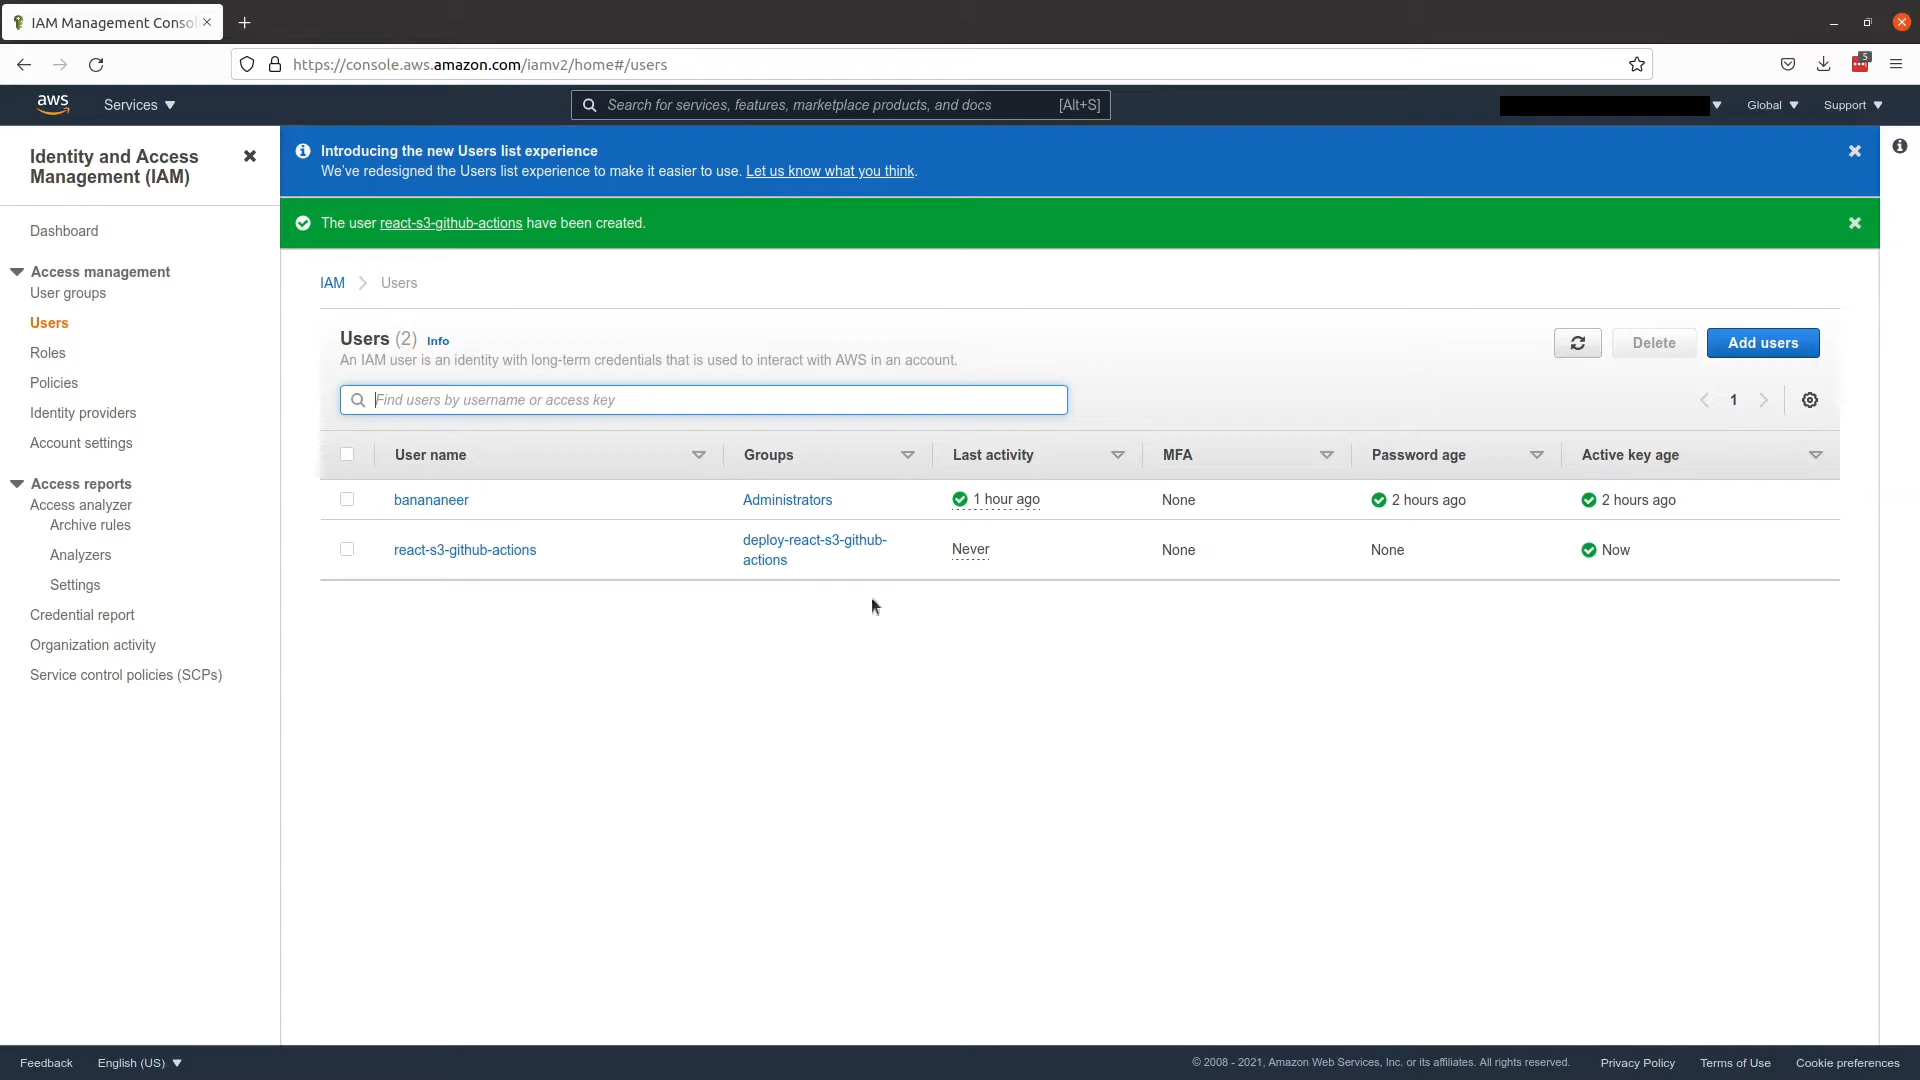 IAM Management Conso
https://console.aws.amazon.com/iamv2/home#/users
5
aws
Services
Search for services, features, marketplace products, and docs
[Alt+S]
Global
Support
Identity and Access
Management (IAM)
Dashboard
Access management
User groups
Users
Roles
Policies
Identity providers
Account settings
Access reports
Access analyzer
Archive rules
Analyzers
Settings
Credential report
Organization activity
Service control policies (SCPs)
Introducing the new Users list experience
We've redesigned the Users list experience to make it easier to use. Let us know what you think.
The user react-s3-github-actions have been created.
IAM
Users
Users (2) Info
An IAM user is an identity with long-term credentials that is used to interact with AWS in an account.
Delete
Add users
Find users by username or access key
1
User name
Groups
Last activity
MFA
Password age
Active key age
banananeer
Administrators
1 hour ago
None
2 hours ago
2 hours ago
react-s3-github-actions
deploy-react-s3-github-
actions
Never
None
None
Now
Feedback
English (US)
© 2008 - 2021, Amazon Web Services, Inc. or its affiliates. All rights reserved.
Privacy Policy
Terms of Use
Cookie preferences